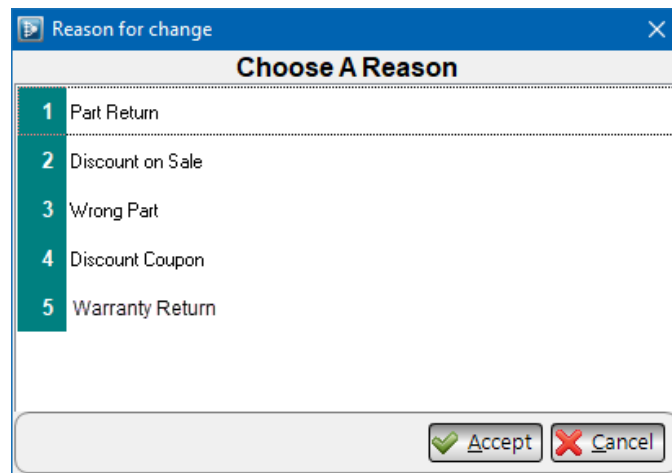 Reason for change
Choose A Reason
1 Part Return
2 Discount on Sale
3 Wrong Part
4 Discount Coupon
5 Warranty Return
Accept Cancel